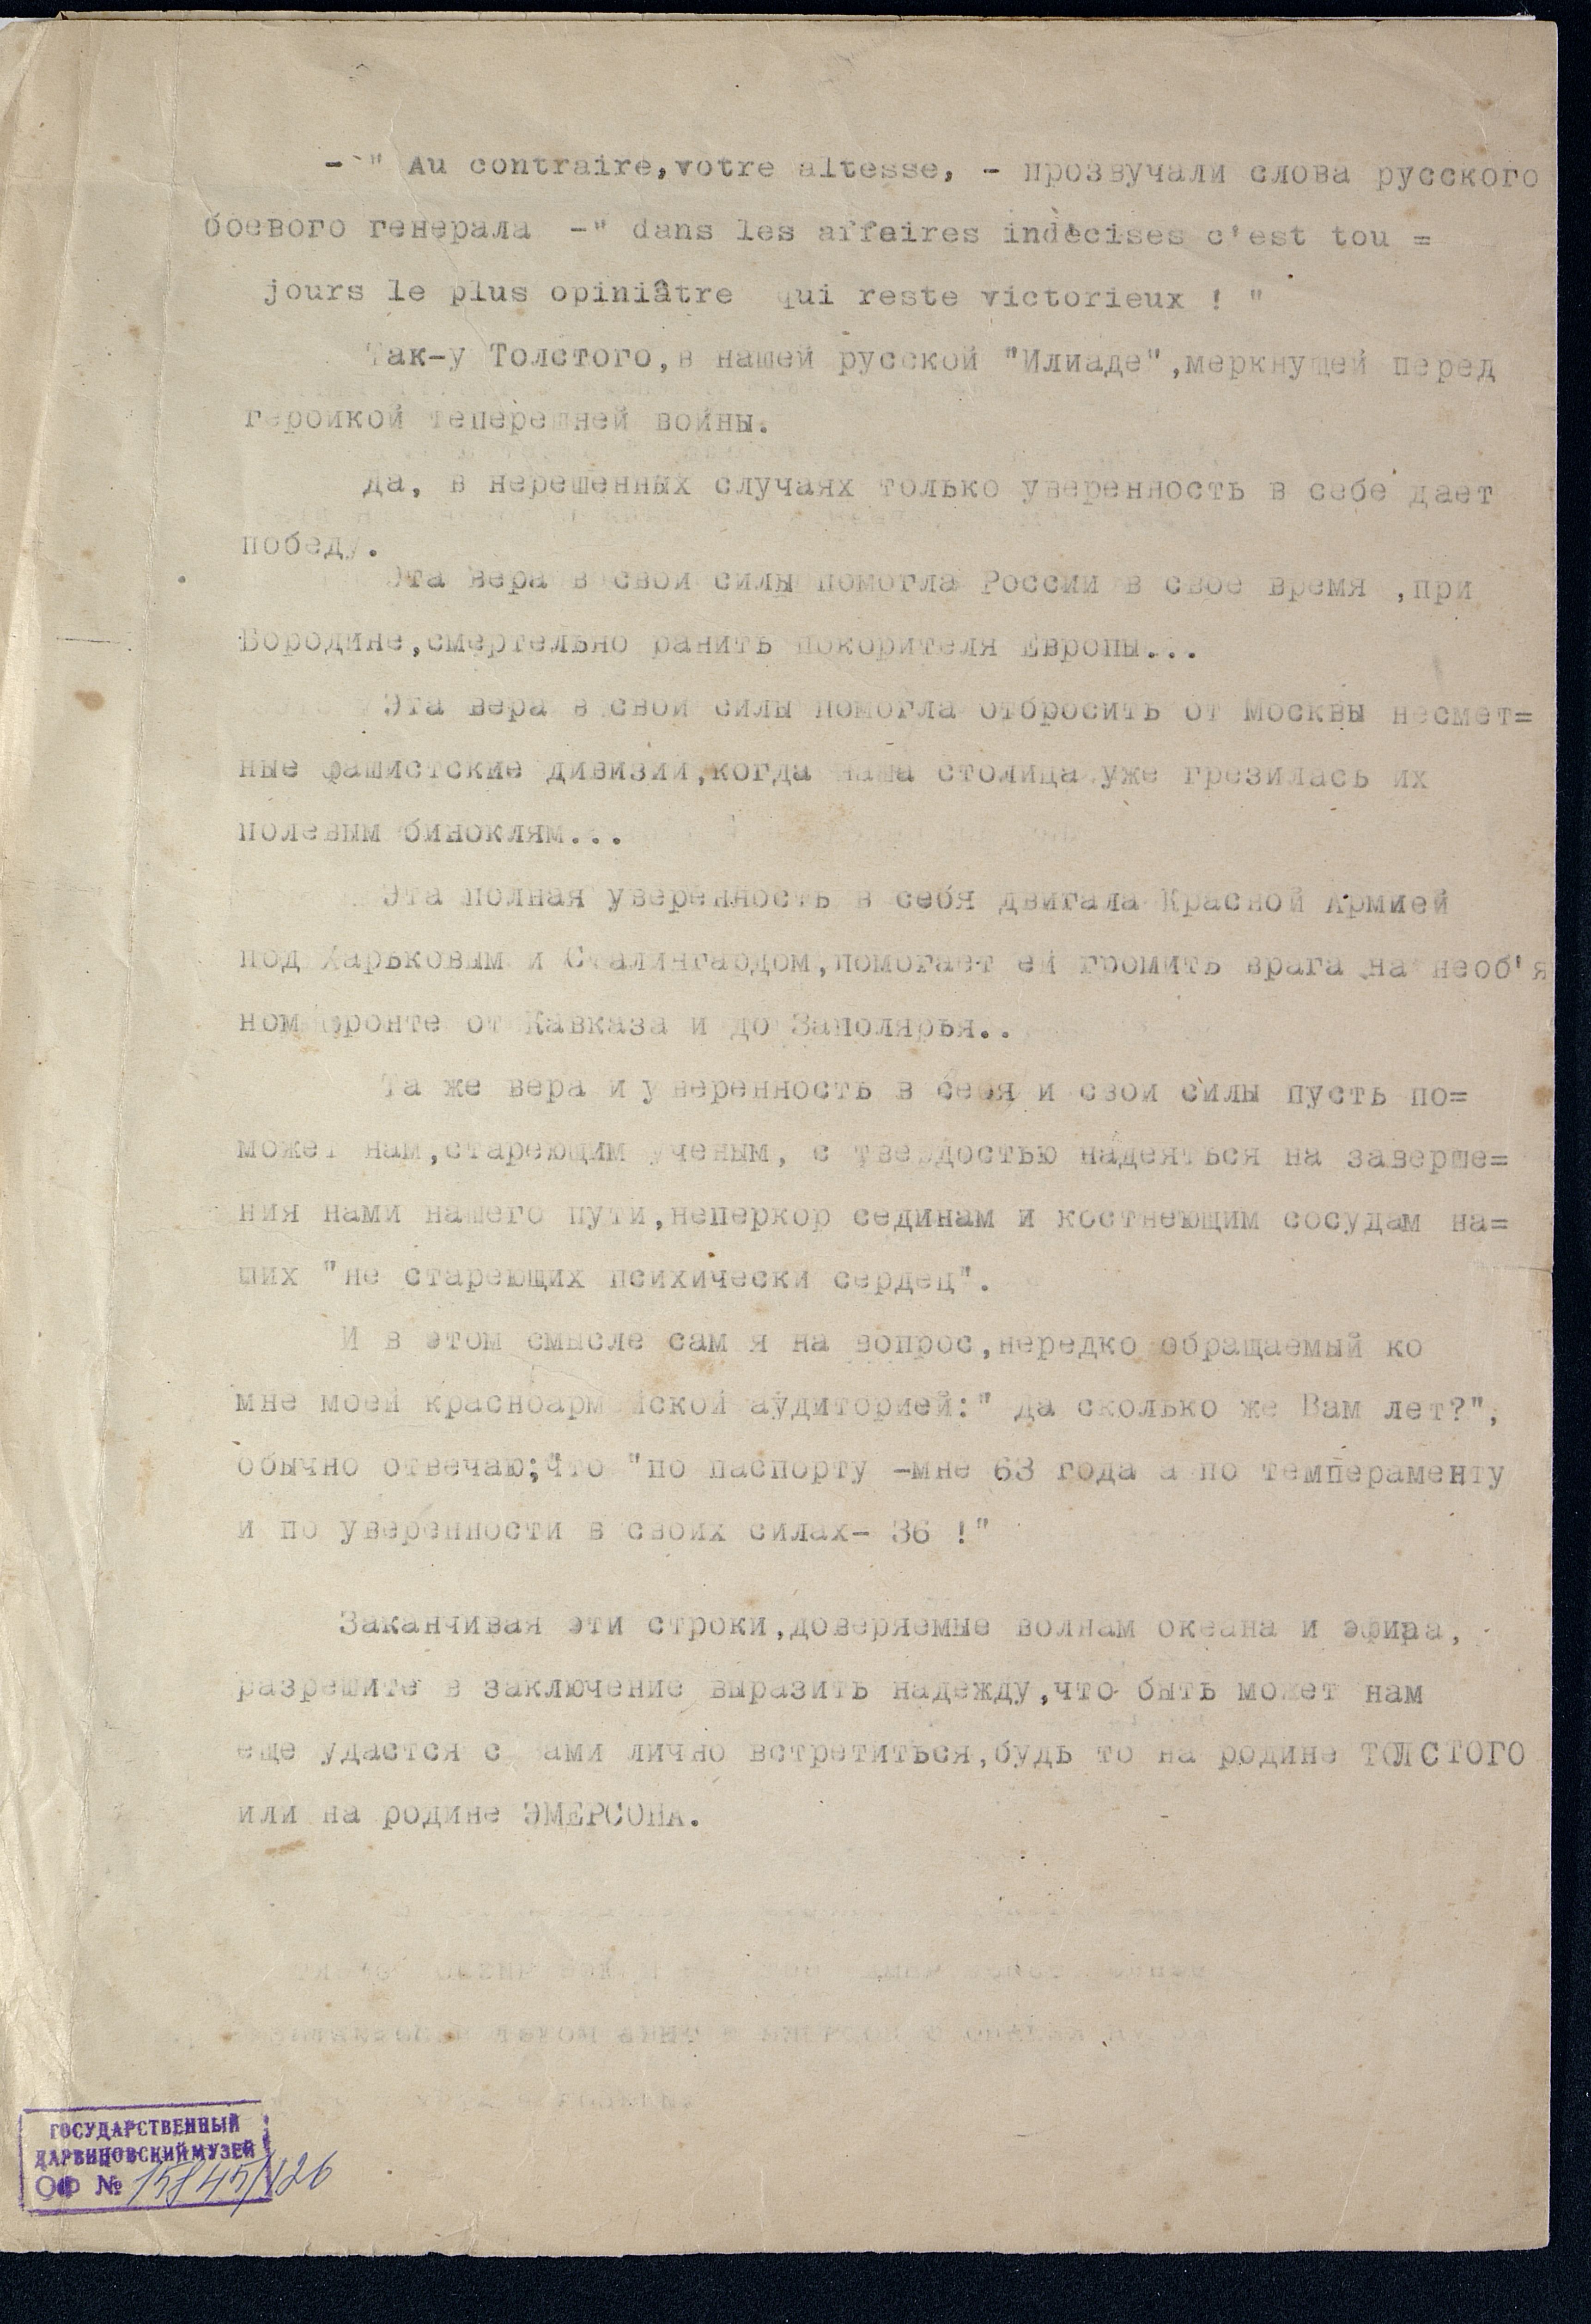 -" Au contraire,votre altesse, - прозвучали слова русского
боевого генерала -" dans les affaires indècises c'est tou =
jours le plus opiniâtre qui reste victorieux ! "
Так-у Толстого,в нашей русской "Илиаде",меркнущей перед
героикой теперешней войны.
да, в нерешенных случаях только уверенность в себе дает
победу.
Эта вера в свои силы помогла России в свое время ,при
Бородине,смертельно ранить покорителя Европы...
Эта вера в свои силы помогла отбросить от Москвы несмет=
ные фашистские дивизии,когда наша столица уже грезилась их
полевым биноклям...
Эта полная уверенность в себя двигала Красной Армией
под Харьковым и Сталингардом,помогает ей громить врага на необ'я
ном фронте от Кавказа и до Заполярья..
Та же вера и уверенность в себя и свои силы пусть по=
может нам,стареющим ученым, с твердостью надеяться на заверше=
ния нами нашего пути,неперкор сединам и костнеющим сосудам на=
ших "не стареющих психически сердец".
И в этом смысле сам я на вопрос,нередко обращаемый ко
мне моей красноармейской аудиторией:" да сколько же Вам лет?",
обычно отвечаю;что "по паспорту -мне 63 года а по темпераменту
и по уверенности в своих силах- 36 !"
Заканчивая эти строки,доверяемые волнам океана и эфира,
разрешите в заключение выразить надежду,что быть может нам
еще удастся с Вами лично встретиться,будь то на родине ТОЛСТОГО
или на родине ЭМЕРСОНА.
ГОСУДАРСТВЕННЫЙ
ДАРВИНОВСКИЙ МУЗЕЙ
ОФ № 15845/126